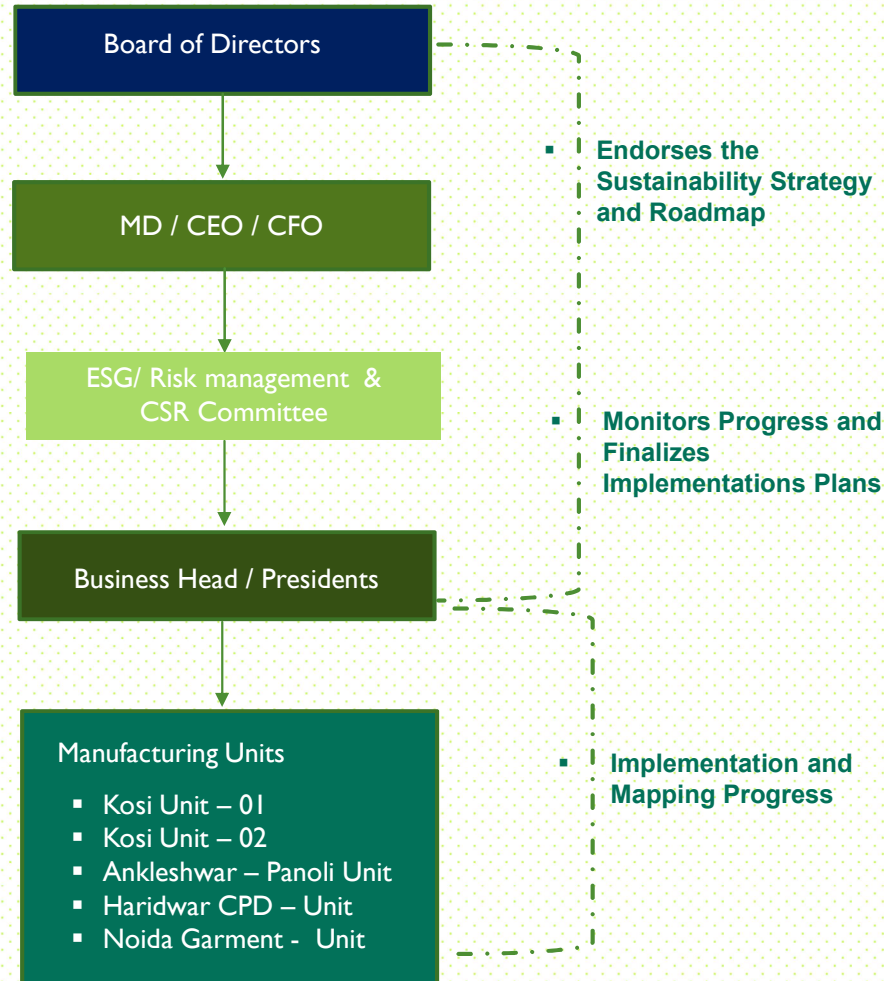 Board of Directors
▪ Endorses the
Sustainability Strategy
and Roadmap
MD / CEO / CFO
ESG/ Risk management &
CSR Committee
▪ Monitors Progress and
Finalizes
Implementations Plans
Business Head / Presidents
Manufacturing Units
▪ Kosi Unit – 01
▪ Kosi Unit – 02
▪ Ankleshwar – Panoli Unit
▪ Haridwar CPD – Unit
▪ Noida Garment - Unit
▪ Implementation and
Mapping Progress